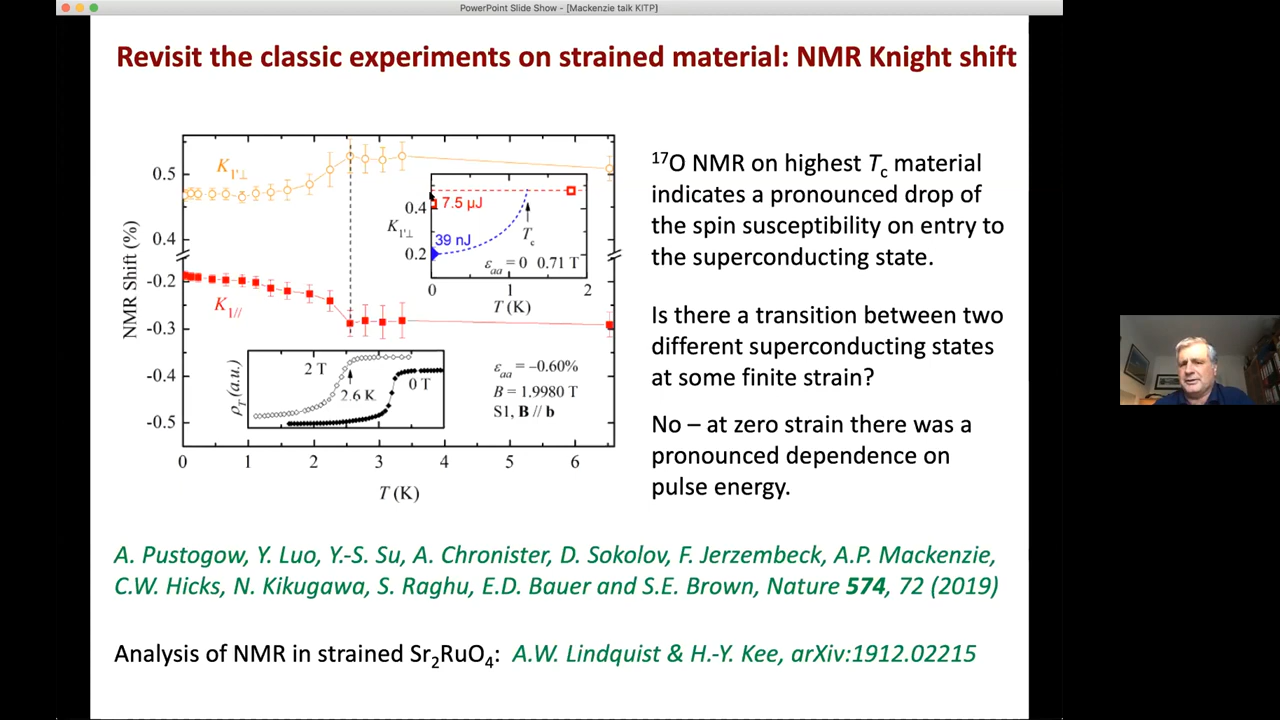 PowerPoint Slide Show - [Mackenzie talk KITP]
Revisit the classic experiments on strained material: NMR Knight shift
NMR Shift (%)
0.5
0.4
-0.2
-0.3
-0.4
-0.5
K1'⊥
K1//
0.4
0.2
K1'⊥
7.5 µJ
39 nJ
Tc
εaa = 0 0.71 T
0 1 2
T (K)
ρT (a.u.)
2 T
2.6 K
0 T
εaa = –0.60%
B = 1.9980 T
S1, B // b
0 1 2 3 4 5 6
T (K)
17O NMR on highest Tc material
indicates a pronounced drop of
the spin susceptibility on entry to
the superconducting state.
Is there a transition between two
different superconducting states
at some finite strain?
No – at zero strain there was a
pronounced dependence on
pulse energy.
A. Pustogow, Y. Luo, Y.-S. Su, A. Chronister, D. Sokolov, F. Jerzembeck, A.P. Mackenzie,
C.W. Hicks, N. Kikugawa, S. Raghu, E.D. Bauer and S.E. Brown, Nature 574, 72 (2019)
Analysis of NMR in strained Sr2RuO4: A.W. Lindquist & H.-Y. Kee, arXiv:1912.02215